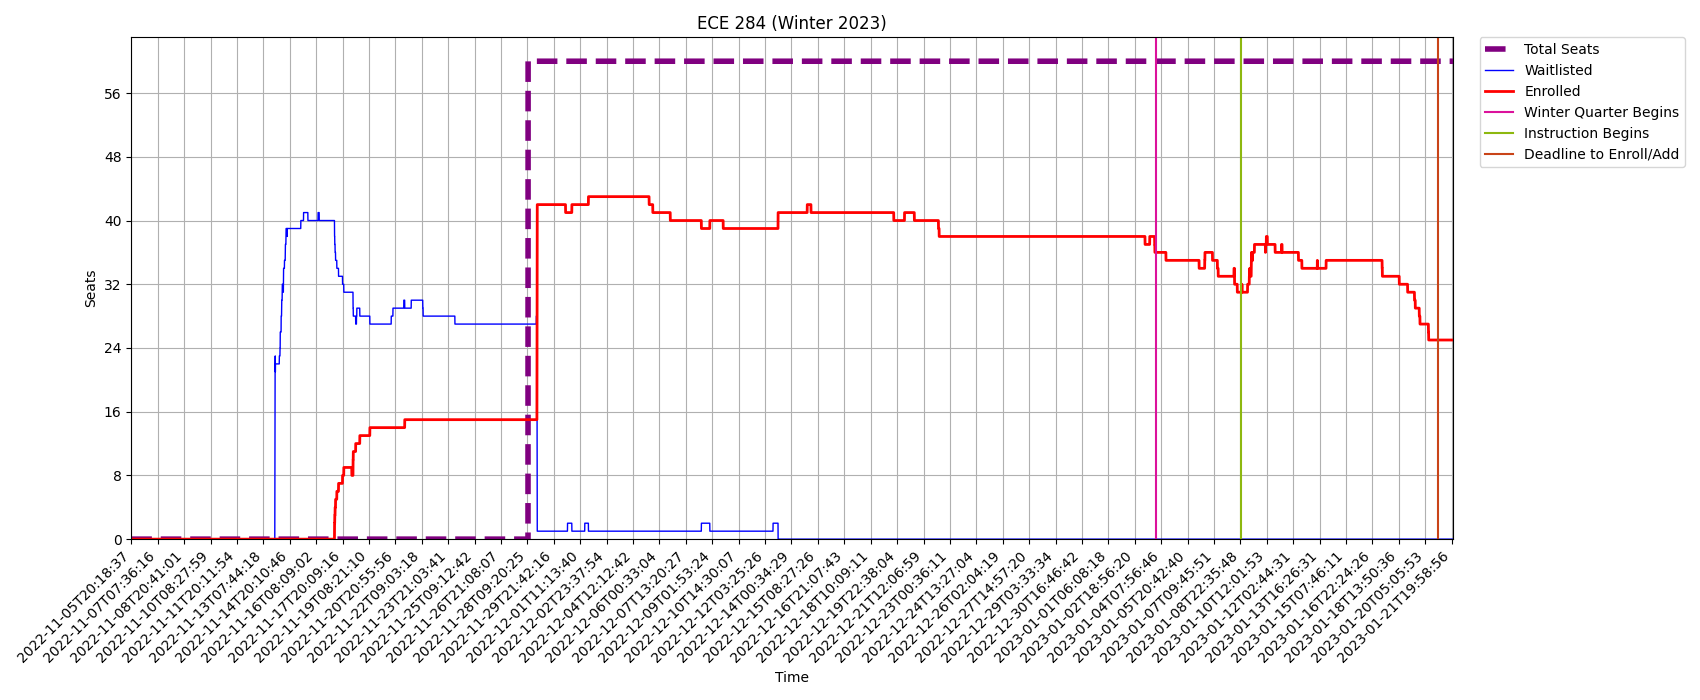 ECE 284 (Winter 2023)
Total Seats
Waitlisted
Enrolled
Winter Quarter Begins
Instruction Begins
Deadline to Enroll/Add
Seats
56
48
40
32
24
16
8
0
2022-11-05T20:18:37
2022-11-07T07:36:16
2022-11-08T20:41:01
2022-11-10T08:27:59
2022-11-11T20:11:54
2022-11-13T07:44:18
2022-11-14T20:10:46
2022-11-16T08:09:02
2022-11-17T20:09:16
2022-11-19T08:21:10
2022-11-20T20:55:56
2022-11-22T09:03:18
2022-11-23T21:03:41
2022-11-25T09:12:42
2022-11-26T21:08:07
2022-11-28T09:20:25
2022-11-29T21:42:16
2022-12-01T11:13:40
2022-12-02T23:37:54
2022-12-04T12:12:42
2022-12-06T00:33:04
2022-12-07T13:20:27
2022-12-09T01:53:24
2022-12-10T14:30:07
2022-12-12T03:25:26
2022-12-14T00:34:29
2022-12-15T08:27:26
2022-12-16T21:07:43
2022-12-18T10:09:11
2022-12-19T22:38:04
2022-12-21T12:06:59
2022-12-23T00:36:11
2022-12-24T13:27:04
2022-12-26T02:04:19
2022-12-27T14:57:20
2022-12-29T03:33:34
2022-12-30T16:46:42
2023-01-01T06:08:18
2023-01-02T18:56:20
2023-01-04T07:56:46
2023-01-05T20:42:40
2023-01-07T09:45:51
2023-01-08T22:35:48
2023-01-10T12:01:53
2023-01-12T02:44:31
2023-01-13T16:26:31
2023-01-15T07:46:11
2023-01-16T22:24:26
2023-01-18T13:50:36
2023-01-20T05:05:53
2023-01-21T19:58:56
Time